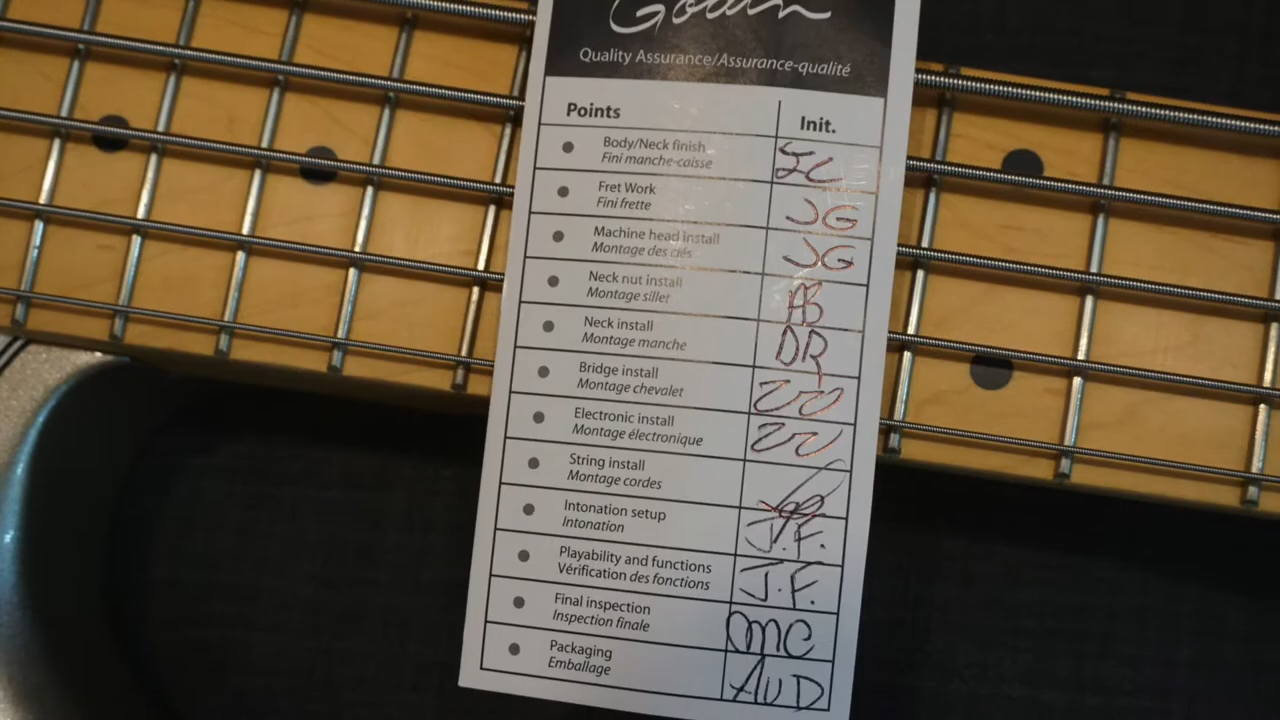 Godin
Quality Assurance/Assurance-qualité
Points Init.
Body/Neck finish
Fini manche-caisse
Fret Work JG
Fini frette
Machine head install JG
Montage des clés
Neck nut install
Montage sillet
Neck install DR
Montage manche
Bridge install
Montage chevalet
Electronic install
Montage électronique
String install
Montage cordes
Intonation setup J.F.
Intonation
Playability and functions J.F.
Vérification des fonctions
Final inspection MC
Inspection finale
Packaging AUD
Emballage